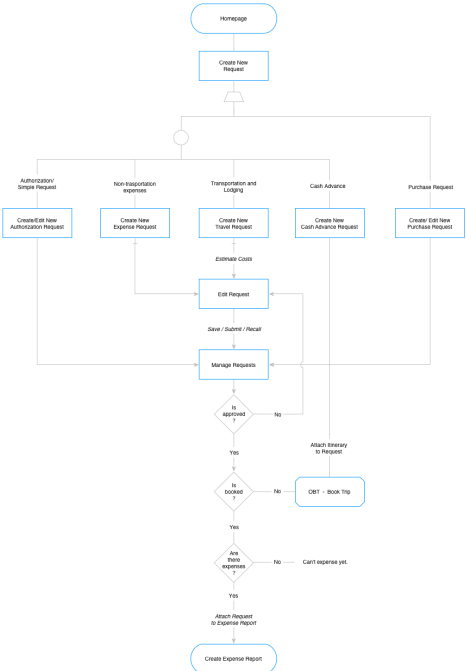 Homepage
Create New
Request
Authorization/
Simple Request
Non-trasportation
expenses
Transportation and
Lodging
Cash Advance
Purchase Request
Create/Edit New
Authorization Request
Create New
Expense Request
Create New
Travel Request
Create New
Cash Advance Request
Create/ Edit New
Purchase Request
Estimate Costs
Edit Request
Save / Submit / Recall
Manage Requests
Is
approved
?
No
Yes
Attach Itinerary
to Request
Is
booked
?
No
OBT - Book Trip
Yes
Are
there
expenses
?
No
Can't expense yet.
Yes
Attach Request
to Expense Report
Create Expense Report